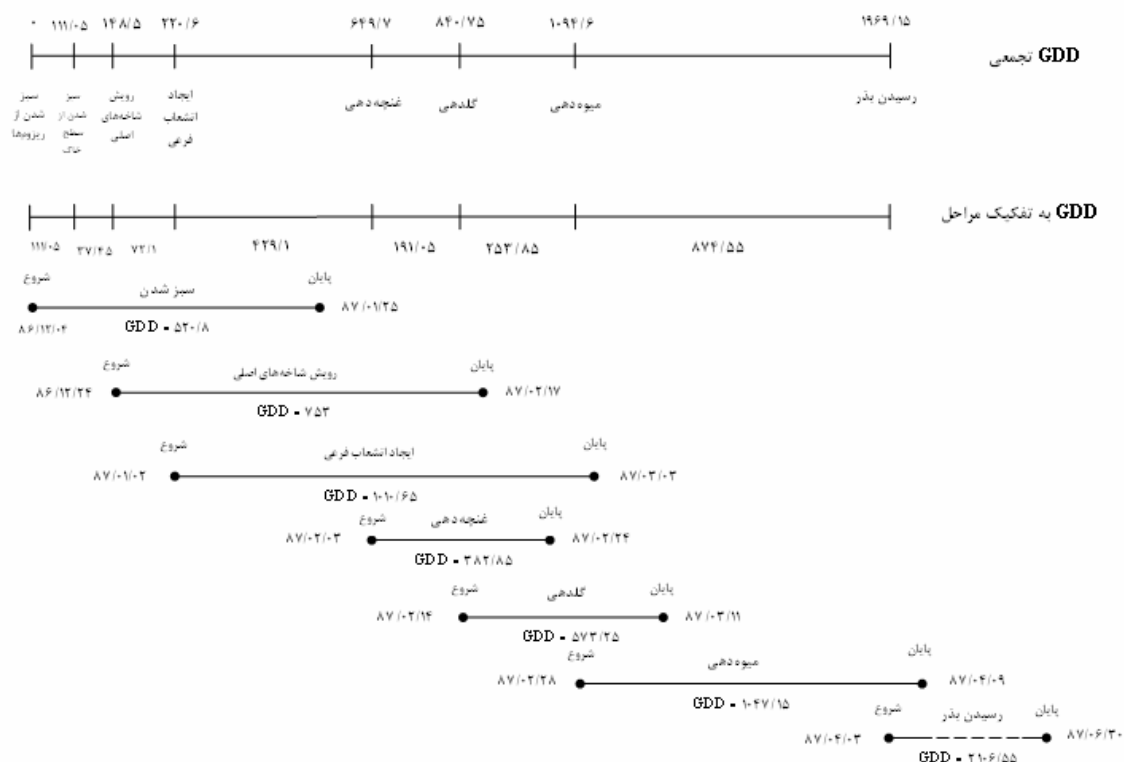 ۰ ۱۱۱/۰۵ ۱۴۸/۵ ۲۲۰/۶ ۶۴۹/۷ ۸۴۰/۷۵ ۱۰۹۴/۶ ۱۹۶۹/۱۵
GDD تجمعی
سبز شدن از ریزومها
سبز شدن از سطح خاک
رویش شاخه‌های اصلی
ایجاد انشعاب فرعی
غنچه دهی
گلدهی
میوه دهی
رسیدن بذر
GDD به تفکیک مراحل
۱۱۱/۰۵ ۳۷/۴۵ ۷۲/۱ ۴۲۹/۱ ۱۹۱/۰۵ ۲۵۳/۸۵ ۸۷۴/۵۵
شروع سبز شدن پایان
۸۶/۱۲/۰۴ GDD = ۵۲۰/۸ ۸۷/۰۱/۲۵
شروع رویش شاخه‌های اصلی پایان
۸۶/۱۲/۲۴ GDD = ۷۵۳ ۸۷/۰۲/۱۷
شروع ایجاد انشعاب فرعی پایان
۸۷/۰۱/۰۲ GDD = ۱۰۱۰/۶۵ ۸۷/۰۳/۰۳
شروع غنچه دهی پایان
۸۷/۰۲/۰۳ GDD = ۳۸۲/۸۵ ۸۷/۰۲/۲۴
شروع گلدهی پایان
۸۷/۰۲/۱۴ GDD = ۵۷۳/۲۵ ۸۷/۰۳/۱۱
شروع میوه دهی پایان
۸۷/۰۲/۲۸ GDD = ۱۰۴۷/۱۵ ۸۷/۰۴/۰۹
شروع رسیدن بذر پایان
۸۷/۰۴/۰۳ GDD = ۲۱۰۶/۵۵ ۸۷/۰۶/۳۰